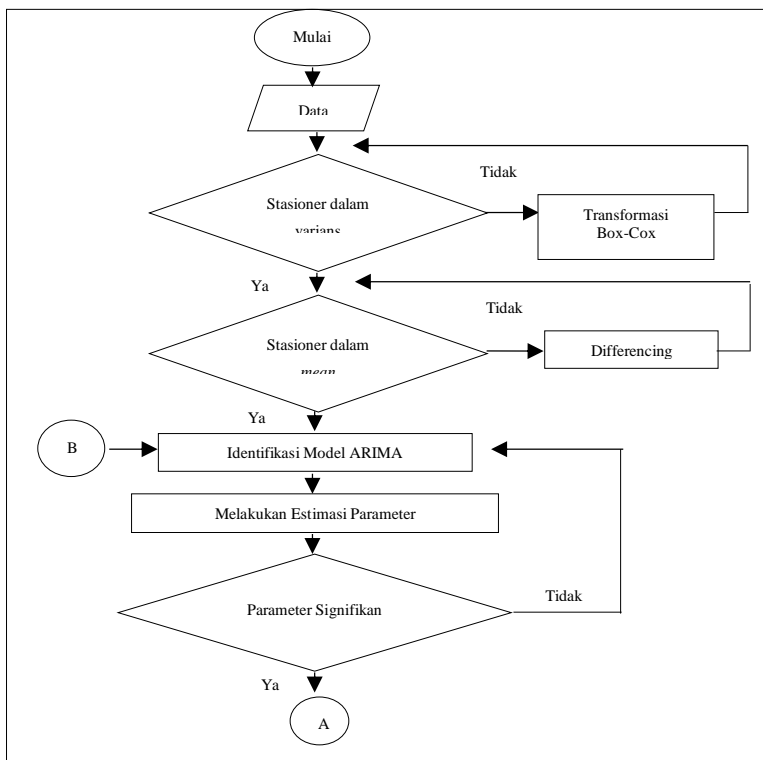 Mulai
Data
Tidak
Stasioner dalam
varians
Transformasi
Box-Cox
Ya
Tidak
Stasioner dalam
mean
Differencing
Ya
B
Identifikasi Model ARIMA
Melakukan Estimasi Parameter
Parameter Signifikan
Tidak
Ya
A